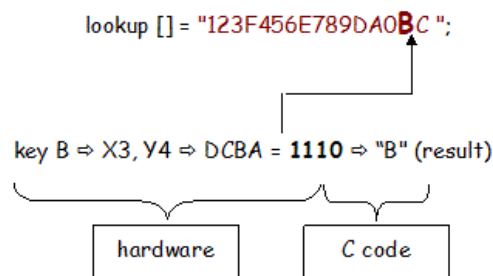 lookup [] = "123F456E789DA0BC ";
key B ⇨ X3, Y4 ⇨ DCBA = 1110 ⇨ "B" (result)
hardware
C code